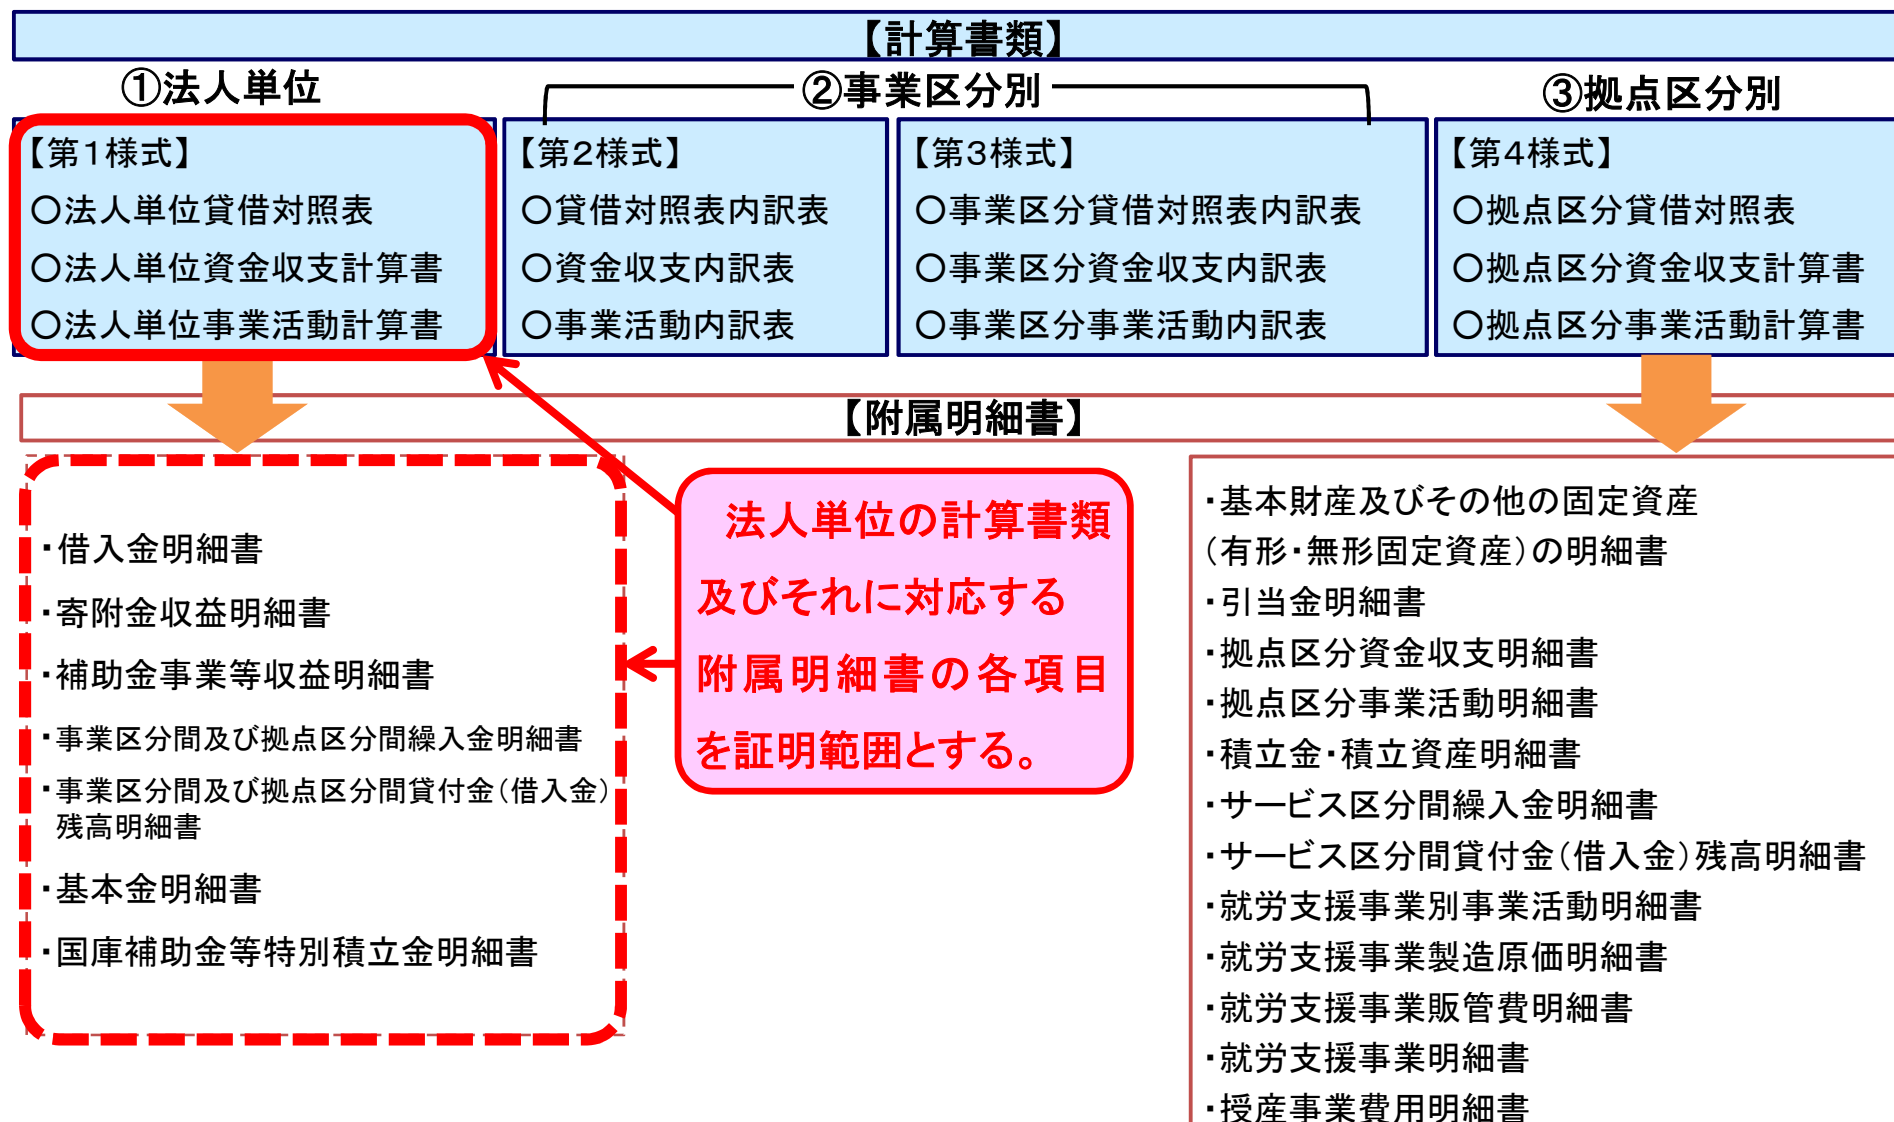 【計算書類】
①法人単位
②事業区分別
③拠点区分別
【第1様式】
○法人単位貸借対照表
○法人単位資金収支計算書
○法人単位事業活動計算書
【第2様式】
○貸借対照表内訳表
○資金収支内訳表
○事業活動内訳表
【第3様式】
○事業区分貸借対照表内訳表
○事業区分資金収支内訳表
○事業区分事業活動内訳表
【第4様式】
○拠点区分貸借対照表
○拠点区分資金収支計算書
○拠点区分事業活動計算書
【附属明細書】
・借入金明細書
・寄附金収益明細書
・補助金事業等収益明細書
・事業区分間及び拠点区分間繰入金明細書
・事業区分間及び拠点区分間貸付金(借入金)
残高明細書
・基本金明細書
・国庫補助金等特別積立金明細書
法人単位の計算書類
及びそれに対応する
附属明細書の各項目
を証明範囲とする。
・基本財産及びその他の固定資産
(有形・無形固定資産)の明細書
・引当金明細書
・拠点区分資金収支明細書
・拠点区分事業活動明細書
・積立金・積立資産明細書
・サービス区分間繰入金明細書
・サービス区分間貸付金(借入金)残高明細書
・就労支援事業別事業活動明細書
・就労支援事業製造原価明細書
・就労支援事業販管費明細書
・就労支援事業明細書
・授産事業費用明細書